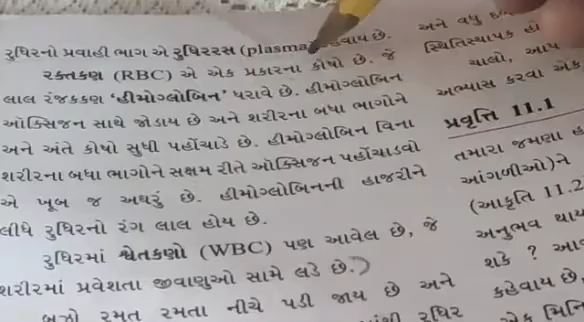 રુધિરનો પ્રવાહી ભાગ એ રુધિરરસ (plasma) કહેવાય છે.
રક્તકણ (RBC) એ એક પ્રકારના કોષો છે. જે
લાલ રંજકકણ ‘હીમોગ્લોબિન’ ધરાવે છે. હીમોગ્લોબિન
ઑક્સિજન સાથે જોડાય છે અને શરીરના બધા ભાગોને
અને અંતે કોષો સુધી પહોંચાડે છે. હીમોગ્લોબિન વિના
શરીરના બધા ભાગોને સક્ષમ રીતે ઑક્સિજન પહોંચાડવો
એ ખૂબ જ અઘરું છે. હીમોગ્લોબિનની હાજરીને
લીધે રુધિરનો રંગ લાલ હોય છે.
રુધિરમાં શ્વેતકણો (WBC) પણ આવેલ છે, જે
શરીરમાં પ્રવેશતા જીવાણુઓ સામે લડે છે.
રમત રમતા નીચે પડી જાય છે અને
રુધિર
અને વધુ
સ્થિતિસ્થાપક હો
ચાલો, આપ
અભ્યાસ કરવા એક
પ્રવૃત્તિ 11.1
તમારા જમણા
આંગળીઓ)ને
(આકૃતિ 11.2
અનુભવ થાય
શકે ?
કહેવાય છે
એક મિનિ